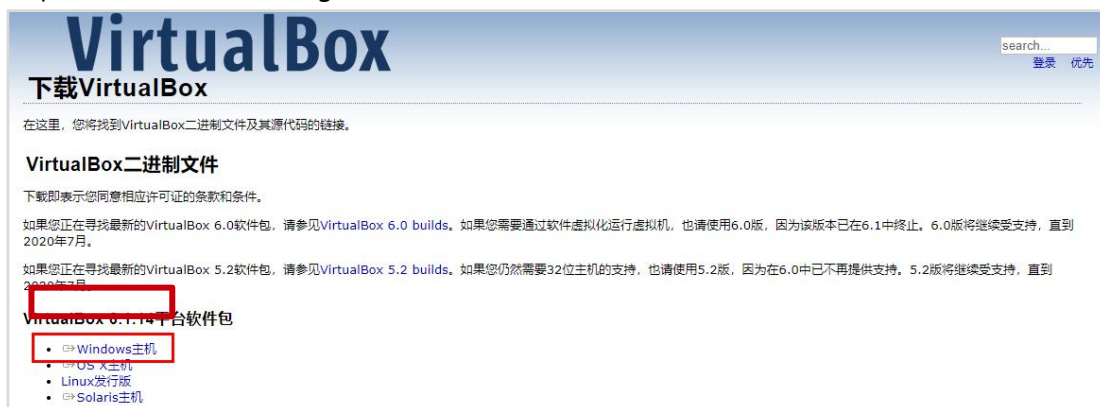 VirtualBox
search...
登录 优先
下载VirtualBox
在这里，您将找到VirtualBox二进制文件及其源代码的链接。
VirtualBox二进制文件
下载即表示您同意相应许可证的条款和条件。
如果您正在寻找最新的VirtualBox 6.0软件包，请参见VirtualBox 6.0 builds。如果您需要通过软件虚拟化运行虚拟机，也请使用6.0版，因为该版本已在6.1中终止。6.0版将继续受支持，直到
2020年7月。
如果您正在寻找最新的VirtualBox 5.2软件包，请参见VirtualBox 5.2 builds。如果您仍然需要32位主机的支持，也请使用5.2版，因为在6.0中已不再提供支持。5.2版将继续受支持，直到
2020年7月。
VirtualBox 6.1.14平台软件包
Windows主机
OS X主机
Linux发行版
Solaris主机